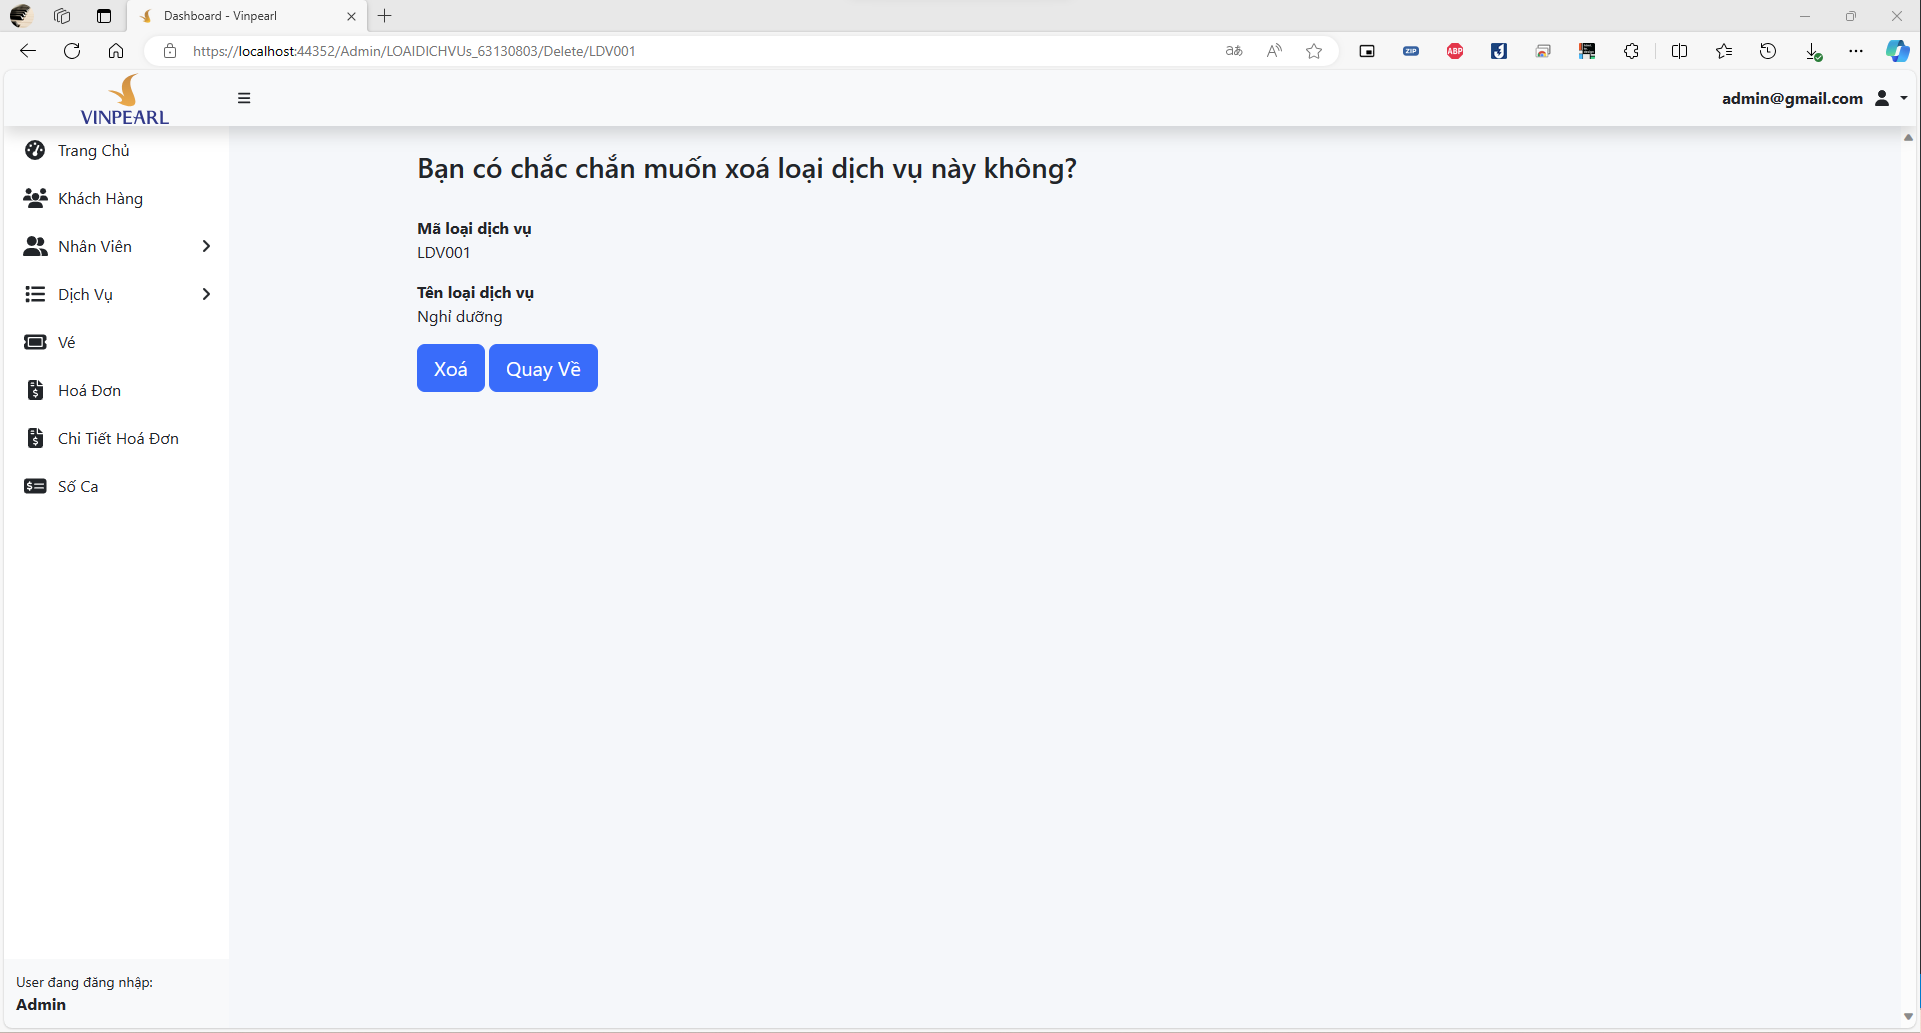 Dashboard - Vinpearl
https://localhost:44352/Admin/LOAIDICHVUs_63130803/Delete/LDV001
aあ
A
ZIP
ABP
VINPEARL
admin@gmail.com
Trang Chủ
Khách Hàng
Nhân Viên
Dịch Vụ
Vé
Hoá Đơn
Chi Tiết Hoá Đơn
Số Ca
Bạn có chắc chắn muốn xoá loại dịch vụ này không?
Mã loại dịch vụ
LDV001
Tên loại dịch vụ
Nghỉ dưỡng
Xoá Quay Về
User đang đăng nhập:
Admin